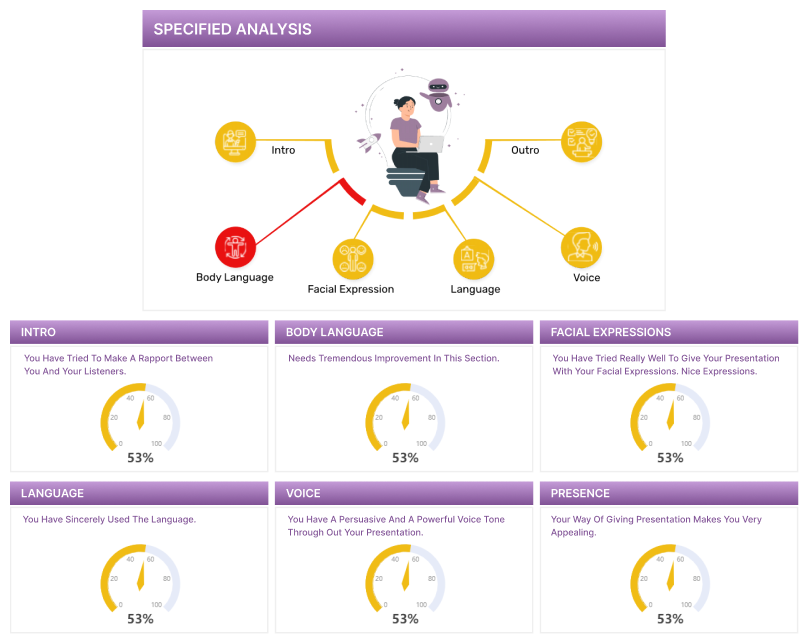 SPECIFIED ANALYSIS
Intro
Outro
Body Language
Facial Expression
Language
Voice
INTRO
You Have Tried To Make A Rapport Between
You And Your Listeners.
0
20
40
60
80
100
53%
BODY LANGUAGE
Needs Tremendous Improvement In This Section.
0
20
40
60
80
100
53%
FACIAL EXPRESSIONS
You Have Tried Really Well To Give Your Presentation
With Your Facial Expressions. Nice Expressions.
0
20
40
60
80
100
53%
LANGUAGE
You Have Sincerely Used The Language.
0
20
40
60
80
100
53%
VOICE
You Have A Persuasive And A Powerful Voice Tone
Through Out Your Presentation.
0
20
40
60
80
100
53%
PRESENCE
Your Way Of Giving Presentation Makes You Very
Appealing.
0
20
40
60
80
100
53%